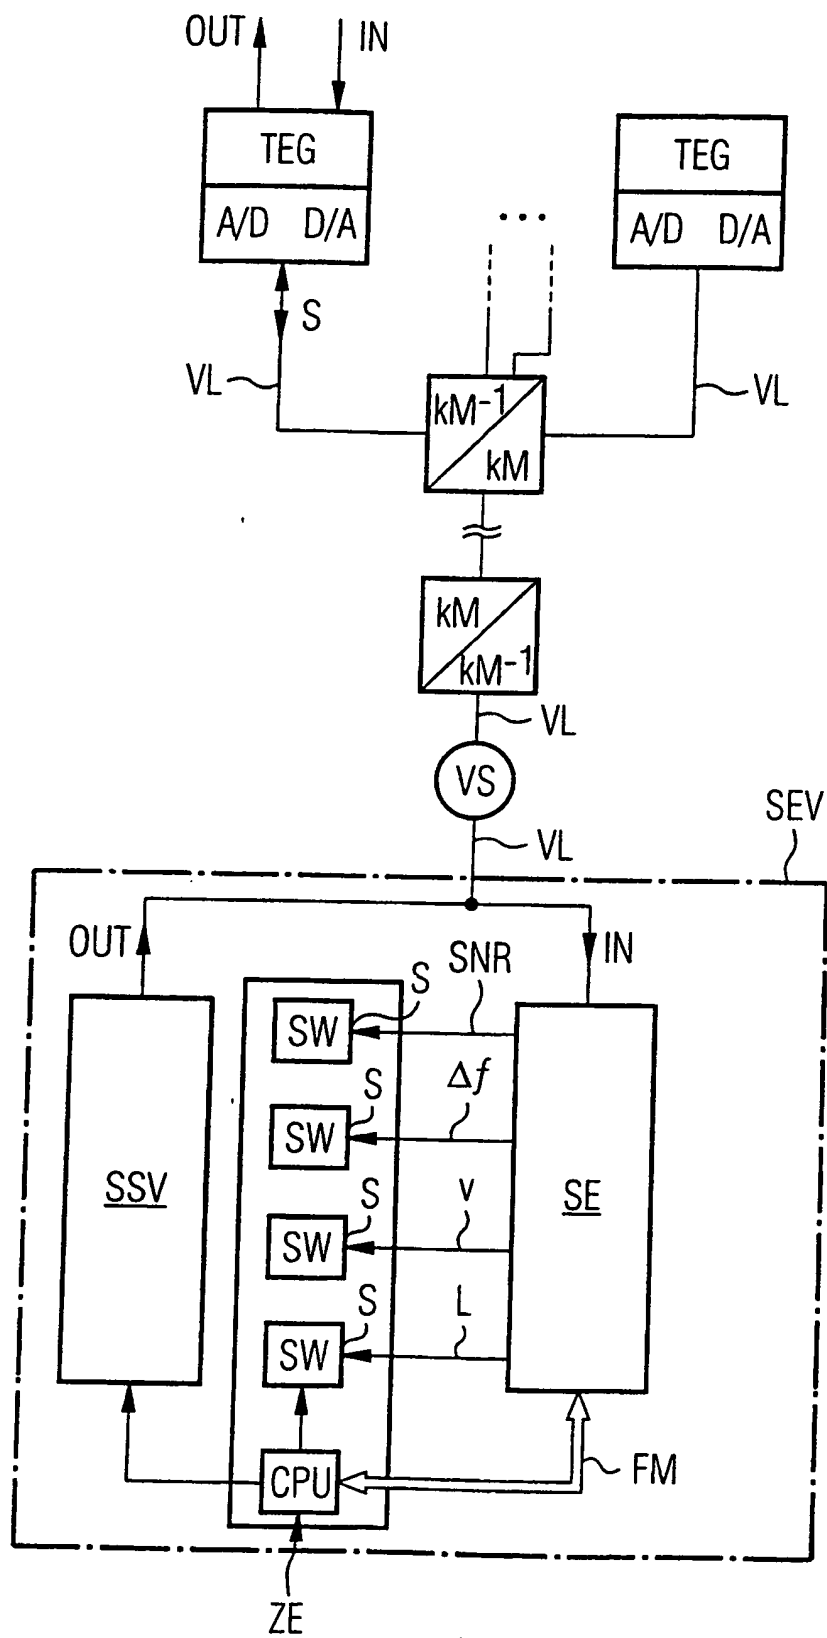 OUT IN
TEG TEG
A/D D/A A/D D/A
...
S
VL VL
kM-1
kM
kM
kM-1
VL
VS
SEV
VL
OUT IN
SNR
S
SW
Δf
S
SW
SSV SE
v
S
SW
L
S
SW
CPU FM
ZE